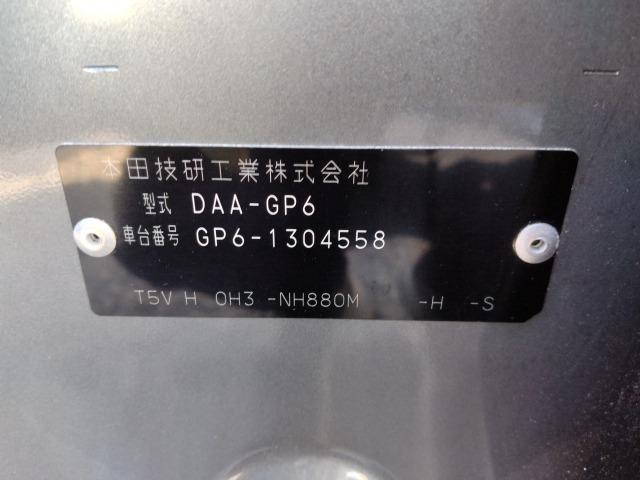 本田技研工業株式会社
型式 DAA-GP6
車台番号 GP6-1304558
T5V H 0H3 -NH880M -H -S